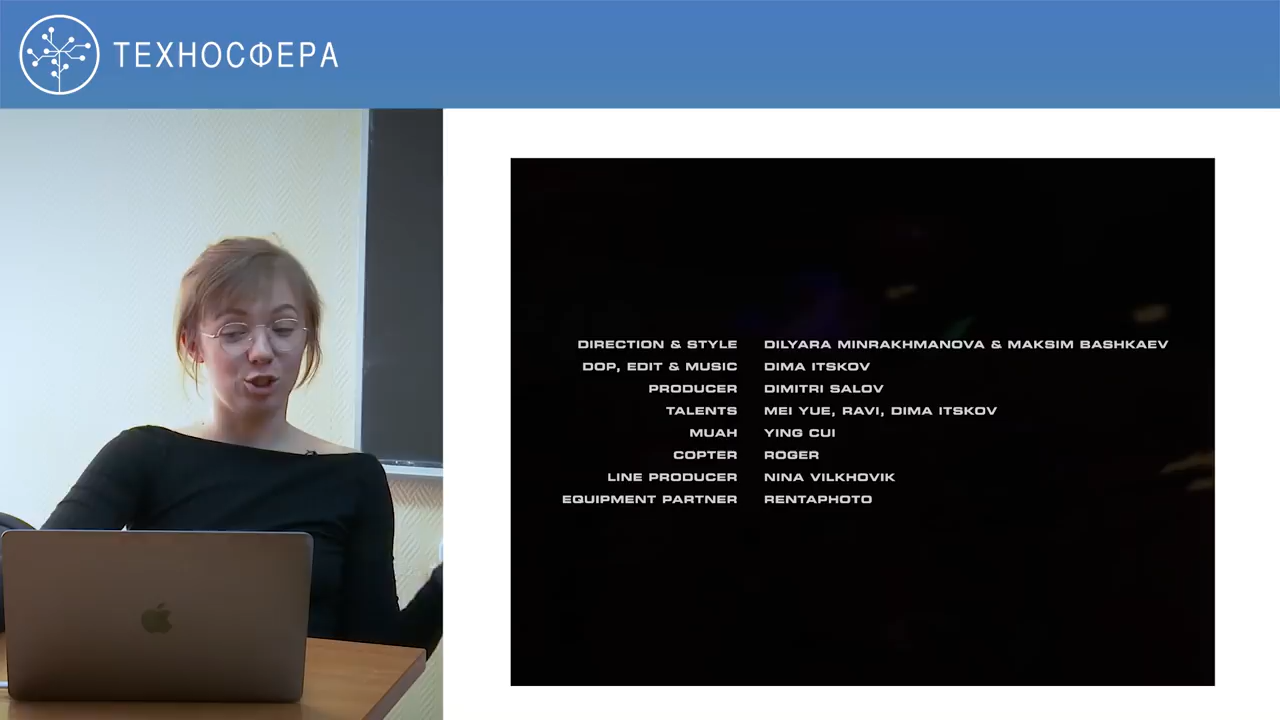 ТЕХНОСФЕРА
DIRECTION & STYLE DILYARA MINRAKHMANOVA & MAKSIM BASHKAEV
DOP, EDIT & MUSIC DIMA ITSKOV
PRODUCER DIMITRI SALOV
TALENTS MEI YUE, RAVI, DIMA ITSKOV
MUAH YING CUI
COPTER ROGER
LINE PRODUCER NINA VILKHOVIK
EQUIPMENT PARTNER RENTAPHOTO